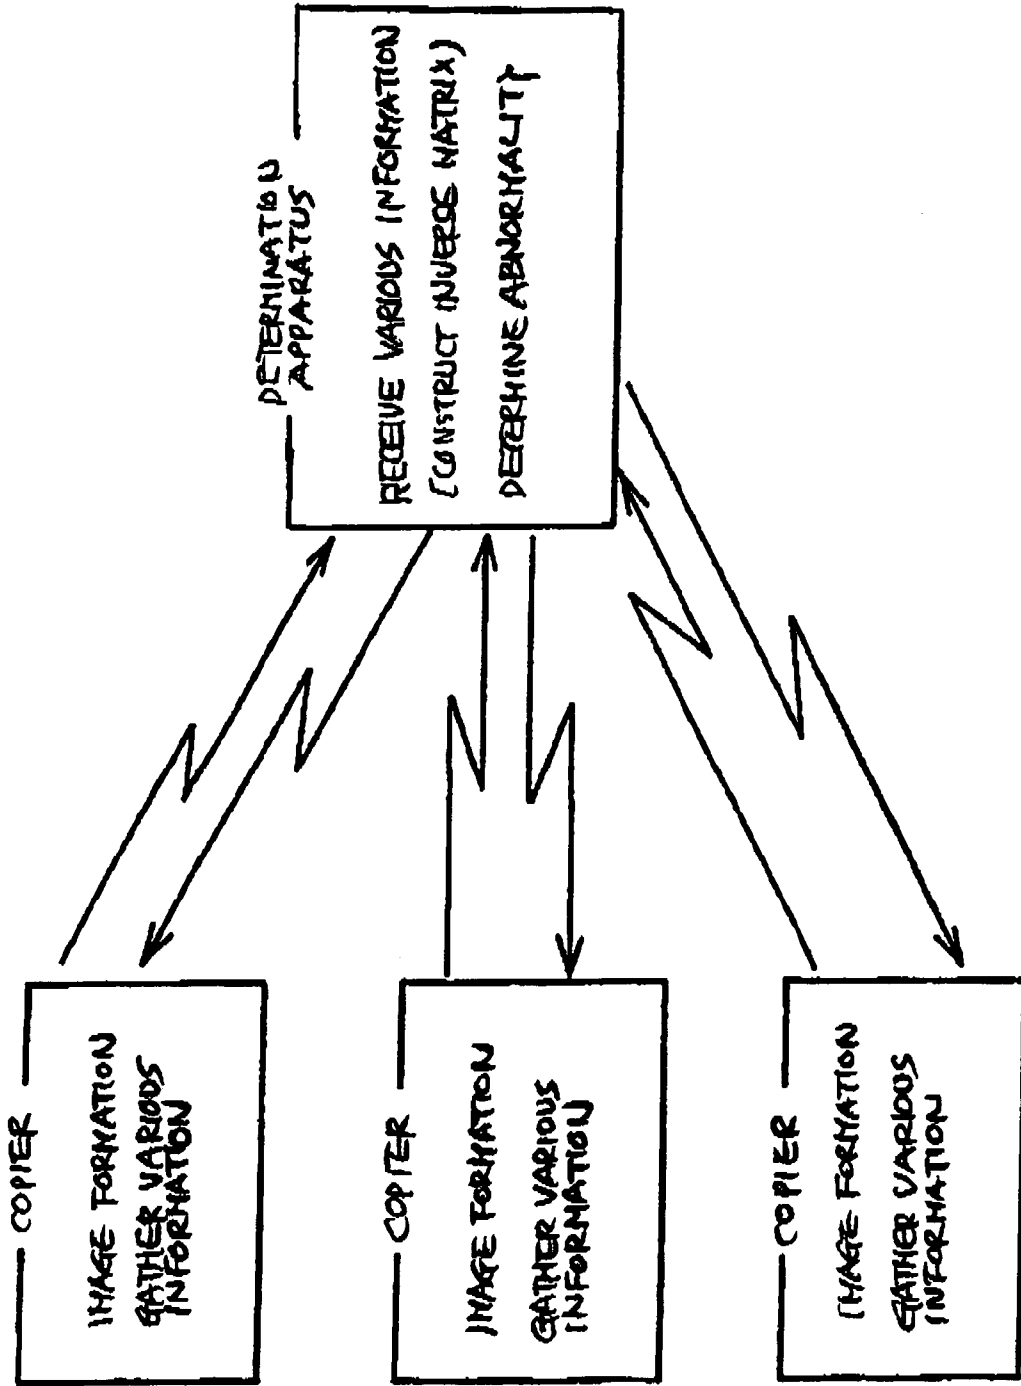 DETERMINATION
APPARATUS
RECEIVE VARIOUS INFORMATION
(CONSTRUCT INVERSE MATRIX)
DETERMINE ABNORMALITY
COPIER
IMAGE FORMATION
GATHER VARIOUS
INFORMATION
COPIER
IMAGE FORMATION
GATHER VARIOUS
INFORMATION
COPIER
IMAGE FORMATION
GATHER VARIOUS
INFORMATION